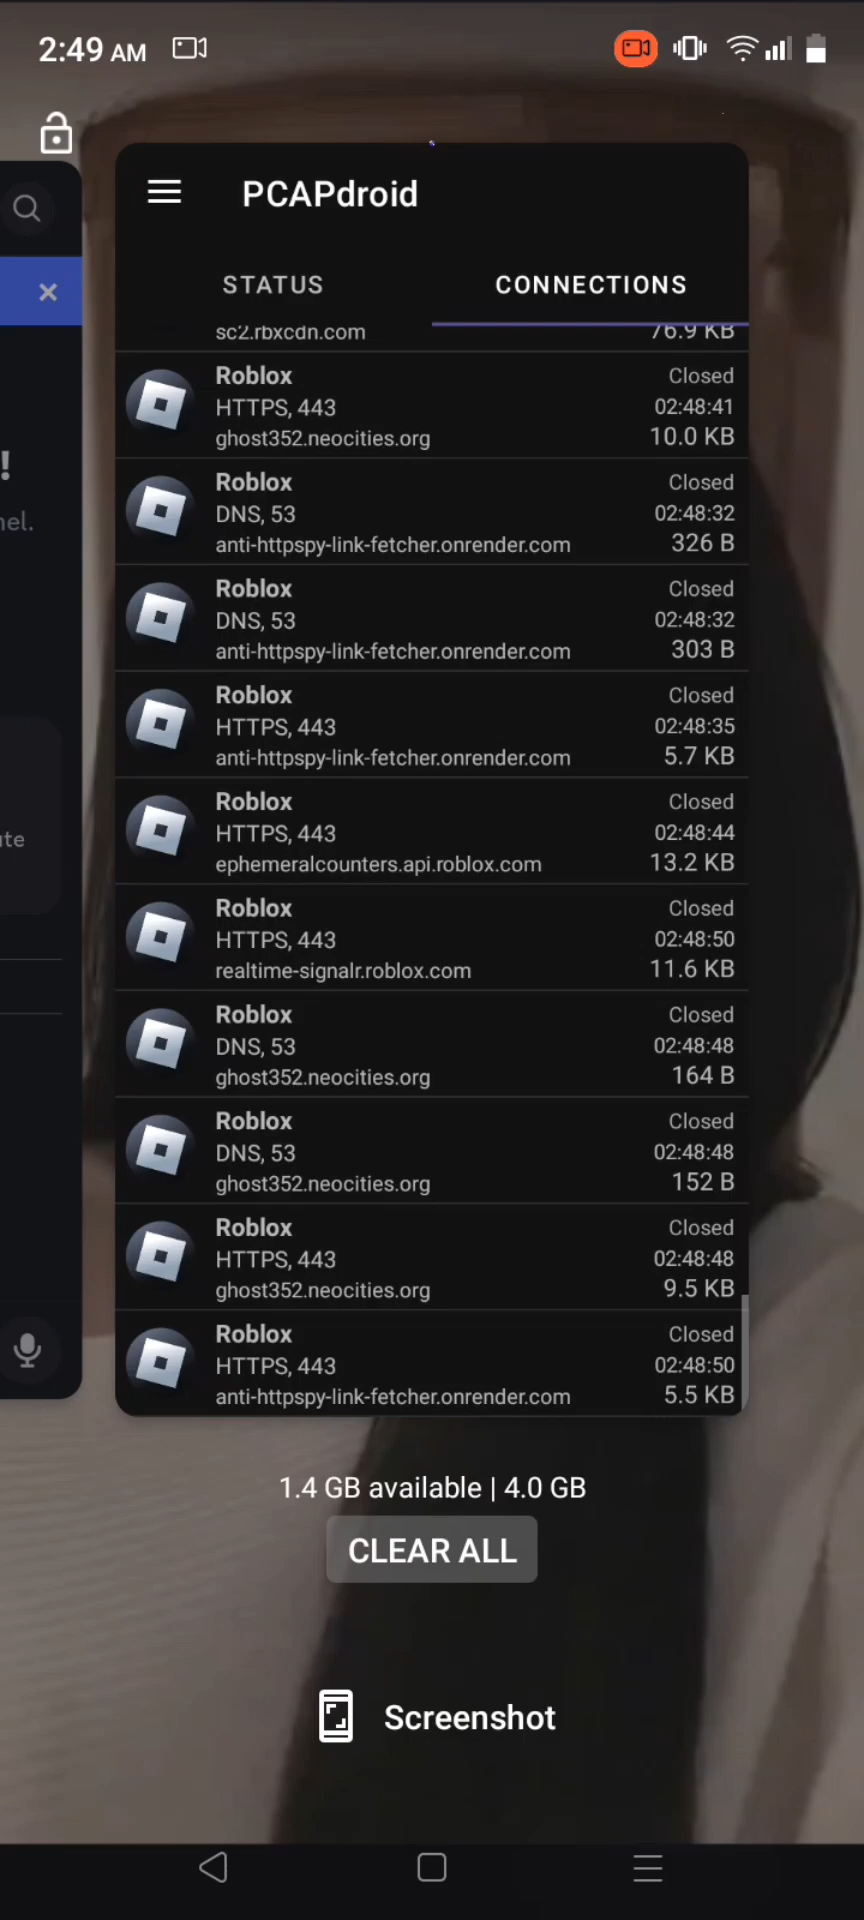 2:49 AM
PCAPdroid
STATUS
CONNECTIONS
sc2.rbxcdn.com
76.9 KB
Roblox
Closed
HTTPS, 443
02:48:41
ghost352.neocities.org
10.0 KB
Roblox
Closed
DNS, 53
02:48:32
anti-httpspy-link-fetcher.onrender.com
326 B
Roblox
Closed
DNS, 53
02:48:32
anti-httpspy-link-fetcher.onrender.com
303 B
Roblox
Closed
HTTPS, 443
02:48:35
anti-httpspy-link-fetcher.onrender.com
5.7 KB
Roblox
Closed
HTTPS, 443
02:48:44
ephemeralcounters.api.roblox.com
13.2 KB
Roblox
Closed
HTTPS, 443
02:48:50
realtime-signalr.roblox.com
11.6 KB
Roblox
Closed
DNS, 53
02:48:48
ghost352.neocities.org
164 B
Roblox
Closed
DNS, 53
02:48:48
ghost352.neocities.org
152 B
Roblox
Closed
HTTPS, 443
02:48:48
ghost352.neocities.org
9.5 KB
Roblox
Closed
HTTPS, 443
02:48:50
anti-httpspy-link-fetcher.onrender.com
5.5 KB
!
nel.
te
1.4 GB available | 4.0 GB
CLEAR ALL
Screenshot